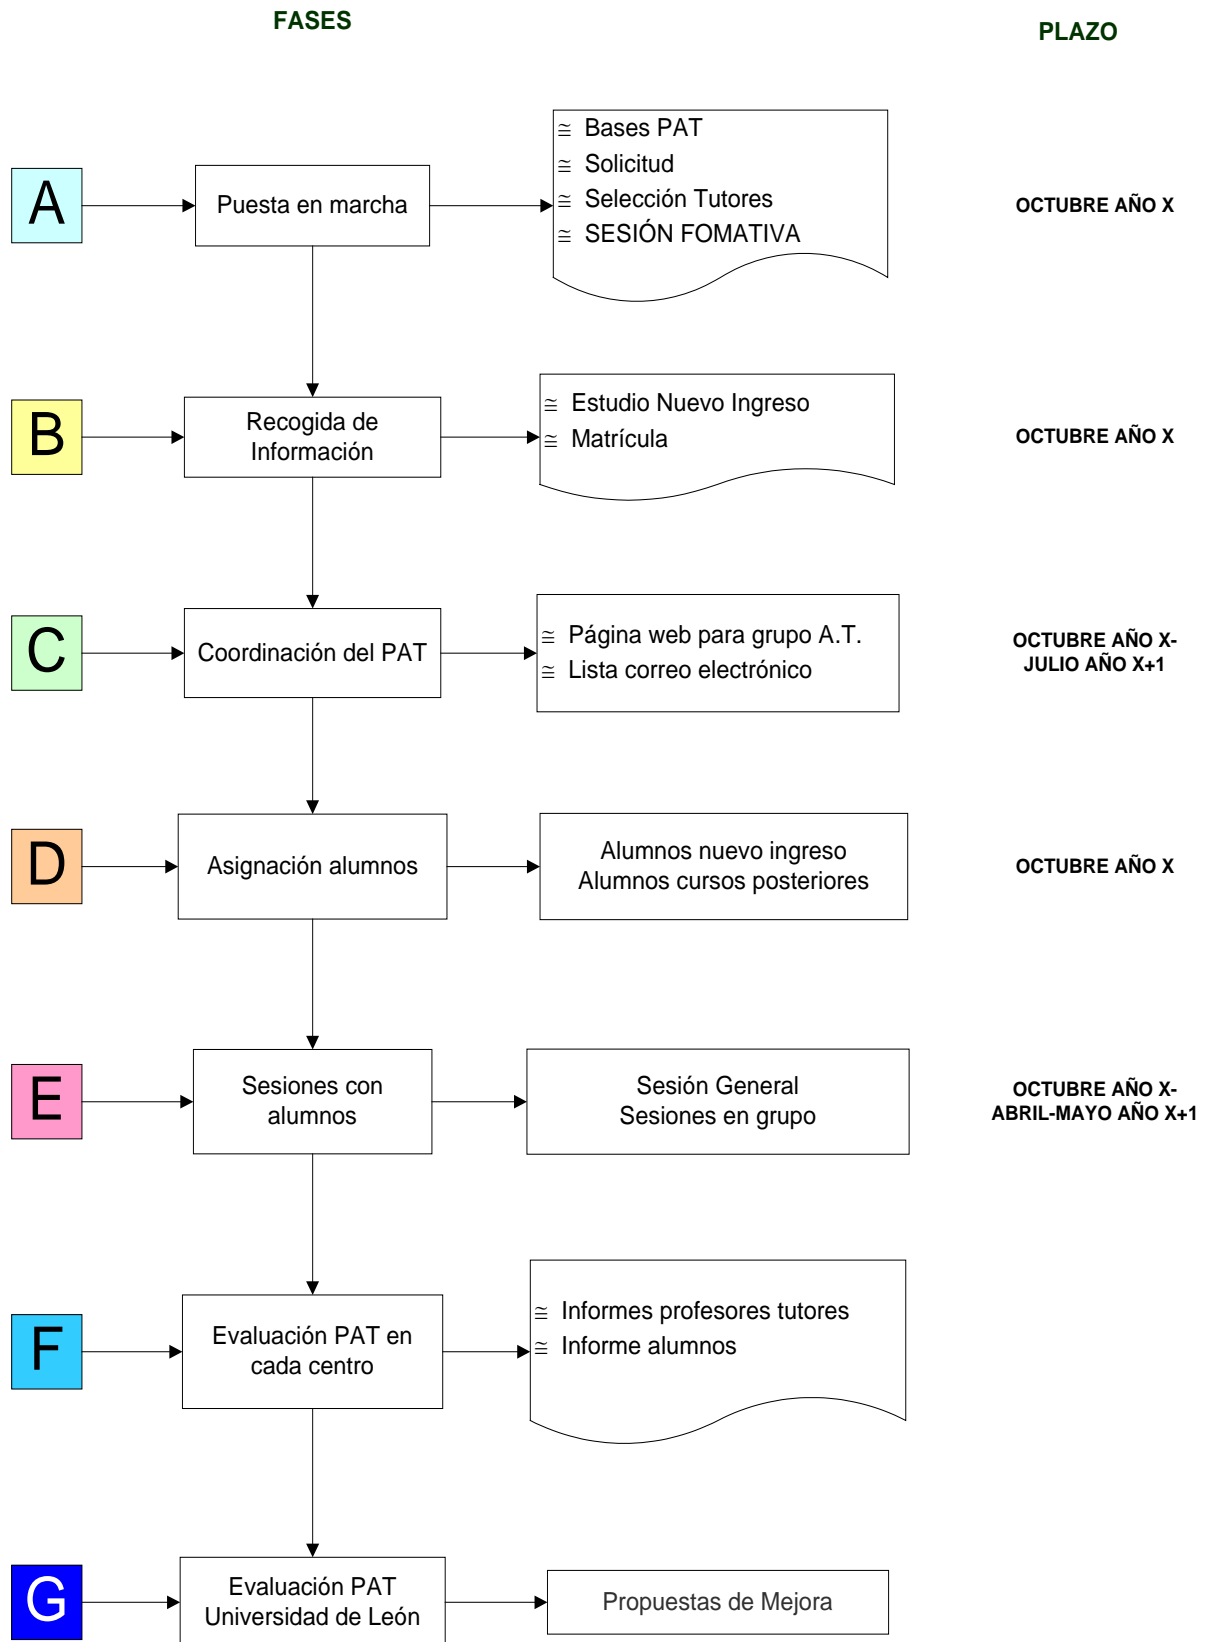 FASES
PLAZO
A
Puesta en marcha
≅ Bases PAT
≅ Solicitud
≅ Selección Tutores
≅ SESIÓN FOMATIVA
OCTUBRE AÑO X
B
Recogida de
Información
≅ Estudio Nuevo Ingreso
≅ Matrícula
OCTUBRE AÑO X
C
Coordinación del PAT
≅ Página web para grupo A.T.
≅ Lista correo electrónico
OCTUBRE AÑO X-
JULIO AÑO X+1
D
Asignación alumnos
Alumnos nuevo ingreso
Alumnos cursos posteriores
OCTUBRE AÑO X
E
Sesiones con
alumnos
Sesión General
Sesiones en grupo
OCTUBRE AÑO X-
ABRIL-MAYO AÑO X+1
F
Evaluación PAT en
cada centro
≅ Informes profesores tutores
≅ Informe alumnos
G
Evaluación PAT
Universidad de León
Propuestas de Mejora